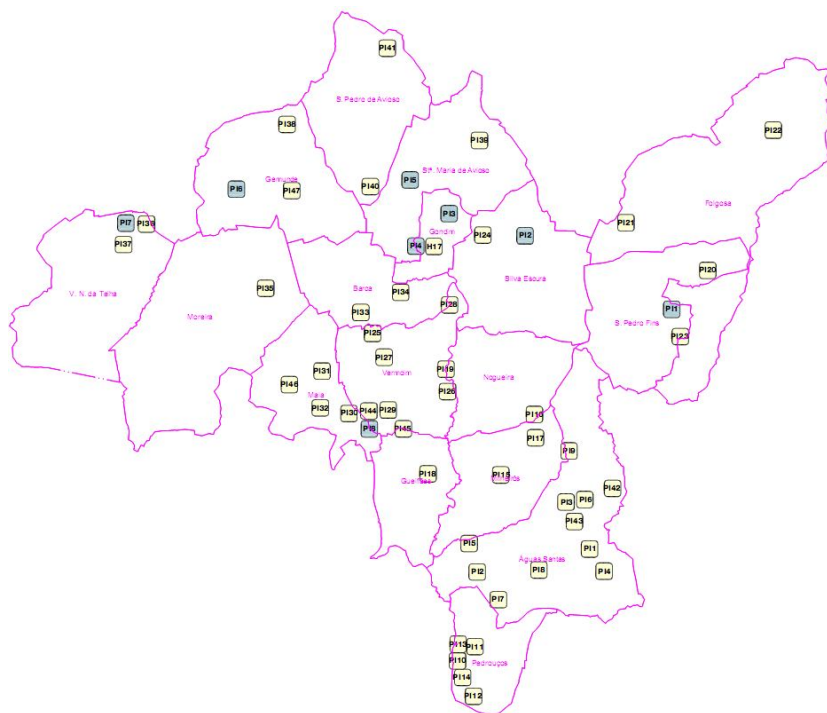 PI41
S. Pedro de Avioso
PI38
PI22
PI39
Stª. Maria de Avioso
PI5
Gemunde
PI6
PI47
PI40
Folgosa
PI3
PI21
PI7
PI36
Gondim
PI24
PI2
PI37
PI4
H17
PI20
Silva Escura
V. N. da Telha
PI35
Barca
PI34
Moreira
PI28
PI1
PI33
S. Pedro Fins
PI25
PI23
PI27
Vermoim
PI19
Nogueira
PI31
PI46
PI26
Maia
PI32
PI30
PI44
PI29
PI16
PI8
PI45
PI17
PI9
PI18
Gueifães
PI15
PI42
PI3
PI6
PI43
PI5
PI1
Águas Santas
PI2
PI8
PI4
PI7
PI13
PI11
PI10
Pedrouços
PI14
PI12